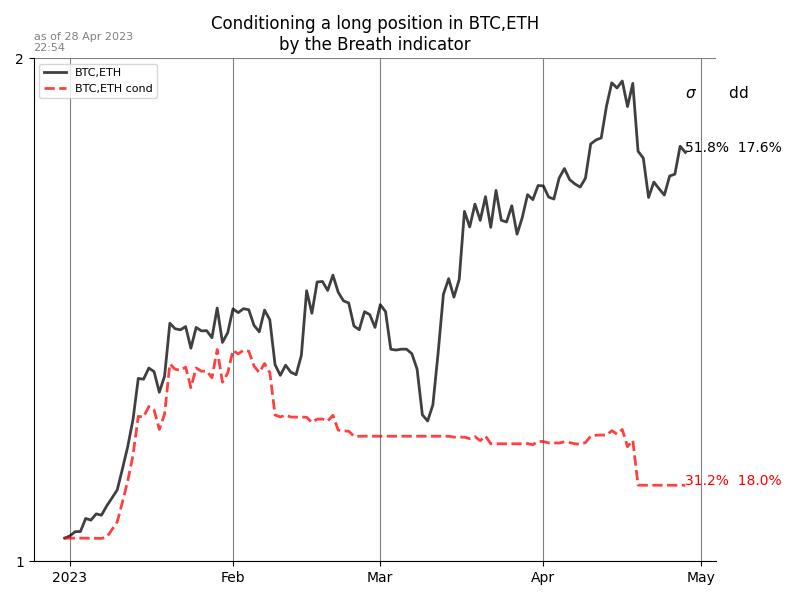 Conditioning a long position in BTC,ETH
by the Breath indicator
as of 28 Apr 2023
22:54
2
BTC,ETH
BTC,ETH cond
σ dd
51.8% 17.6%
31.2% 18.0%
1
2023 Feb Mar Apr May